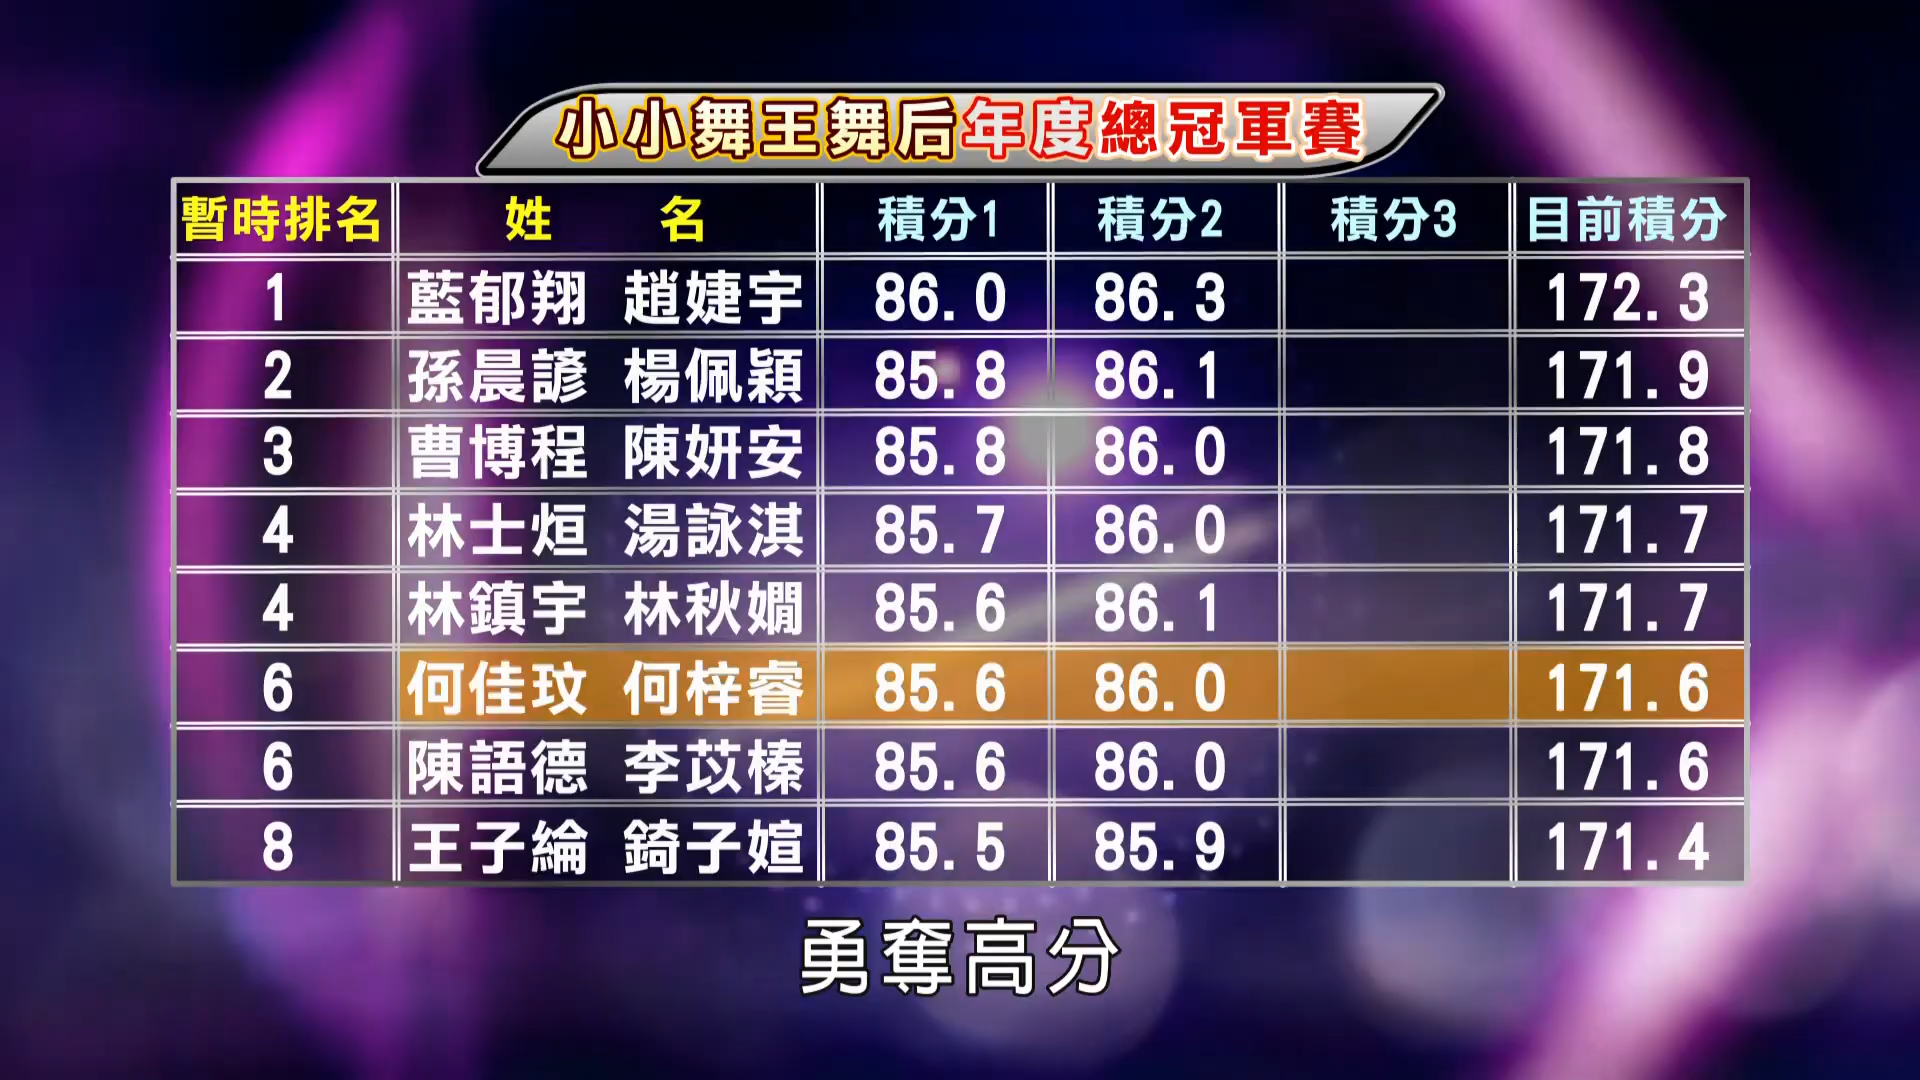 小小舞王舞后年度總冠軍賽
暫時排名 姓 名 積分1 積分2 積分3 目前積分
1 藍郁翔 趙婕宇 86.0 86.3 172.3
2 孫晨諺 楊佩穎 85.8 86.1 171.9
3 曹博程 陳妍安 85.8 86.0 171.8
4 林士烜 湯詠淇 85.7 86.0 171.7
4 林鎮宇 林秋嫺 85.6 86.1 171.7
6 何佳玟 何梓睿 85.6 86.0 171.6
6 陳語德 李苡榛 85.6 86.0 171.6
8 王子綸 錡子媗 85.5 85.9 171.4
勇奪高分